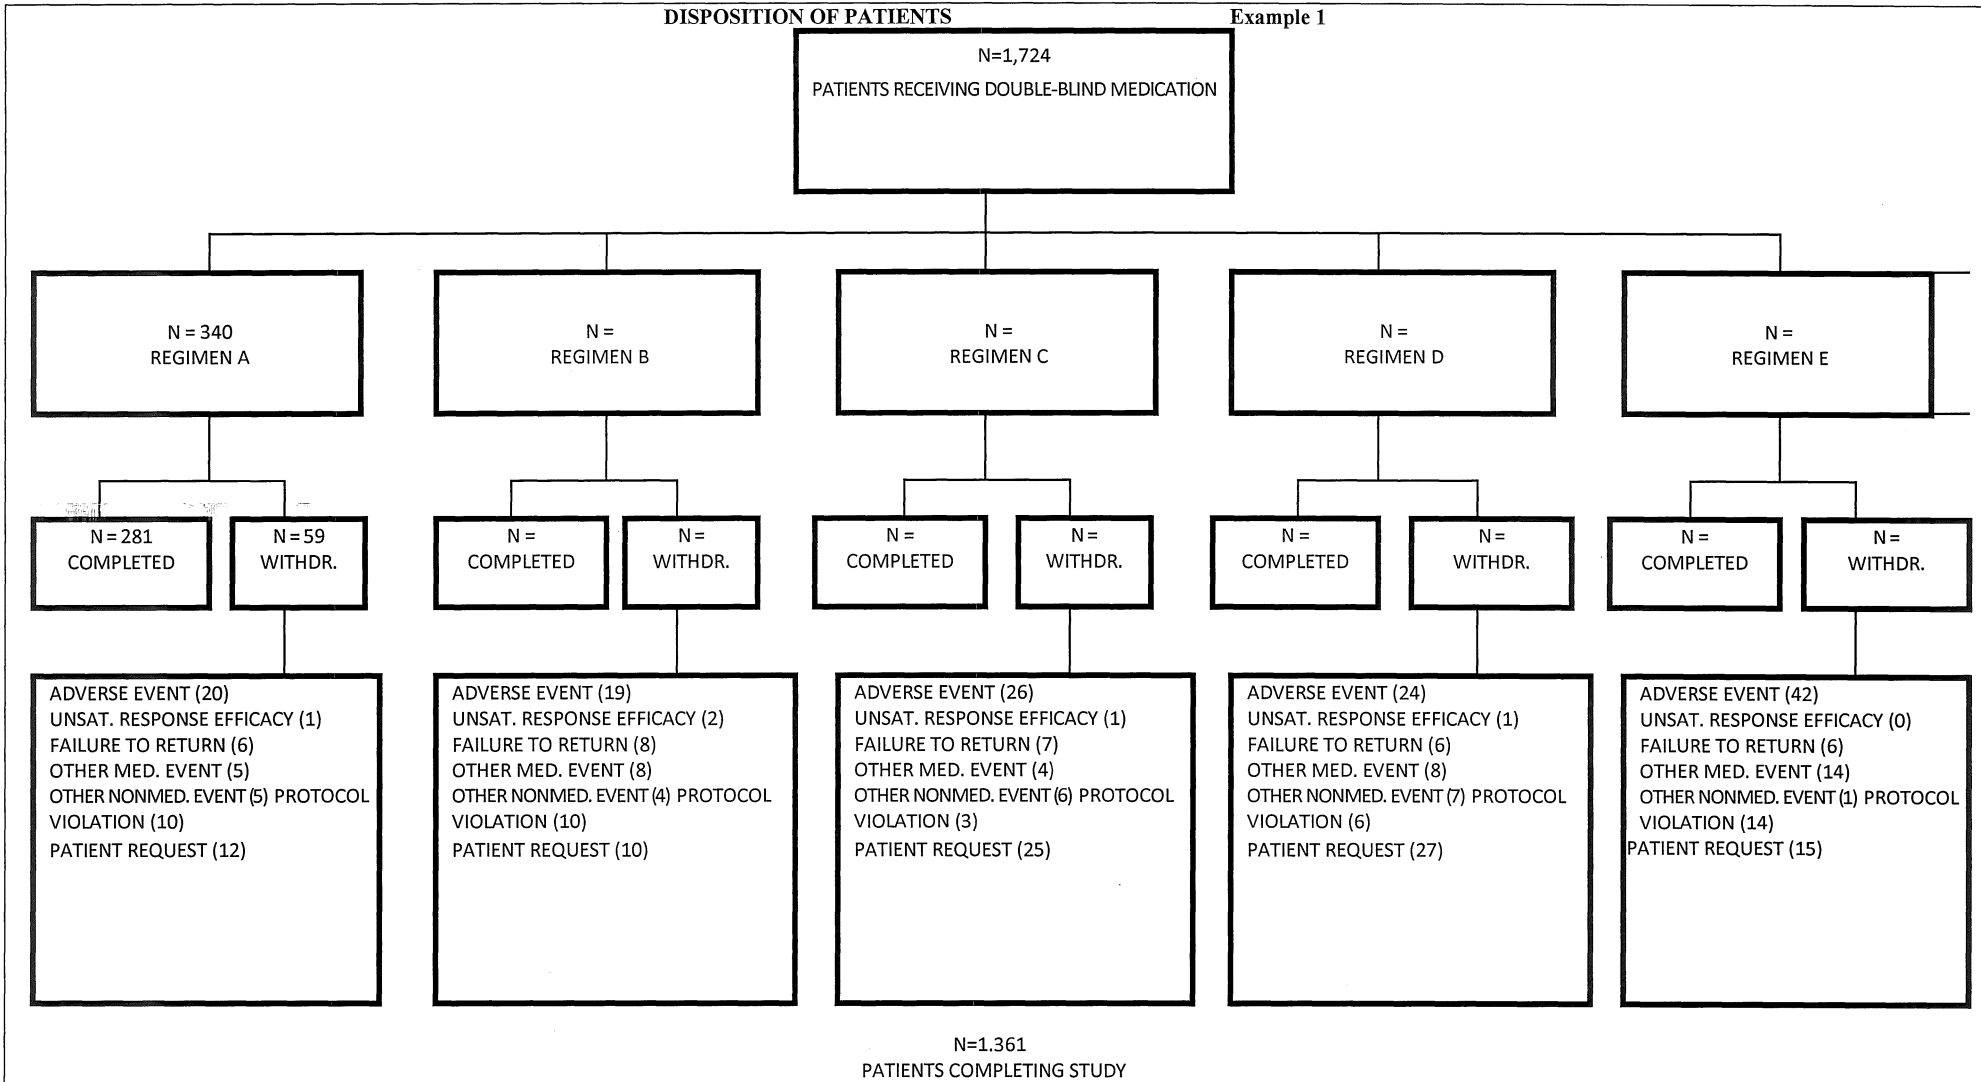 DISPOSITION OF PATIENTS
Example 1
N=1,724
PATIENTS RECEIVING DOUBLE-BLIND MEDICATION
N = 340
REGIMEN A
N =
REGIMEN B
N =
REGIMEN C
N =
REGIMEN D
N =
REGIMEN E
N = 281
COMPLETED
N = 59
WITHDR.
N =
COMPLETED
N =
WITHDR.
N =
COMPLETED
N =
WITHDR.
N =
COMPLETED
N =
WITHDR.
N =
COMPLETED
N =
WITHDR.
ADVERSE EVENT (20)
UNSAT. RESPONSE EFFICACY (1)
FAILURE TO RETURN (6)
OTHER MED. EVENT (5)
OTHER NONMED. EVENT (5) PROTOCOL
VIOLATION (10)
PATIENT REQUEST (12)
ADVERSE EVENT (19)
UNSAT. RESPONSE EFFICACY (2)
FAILURE TO RETURN (8)
OTHER MED. EVENT (8)
OTHER NONMED. EVENT (4) PROTOCOL
VIOLATION (10)
PATIENT REQUEST (10)
ADVERSE EVENT (26)
UNSAT. RESPONSE EFFICACY (1)
FAILURE TO RETURN (7)
OTHER MED. EVENT (4)
OTHER NONMED. EVENT (6) PROTOCOL
VIOLATION (3)
PATIENT REQUEST (25)
ADVERSE EVENT (24)
UNSAT. RESPONSE EFFICACY (1)
FAILURE TO RETURN (6)
OTHER MED. EVENT (8)
OTHER NONMED. EVENT (7) PROTOCOL
VIOLATION (6)
PATIENT REQUEST (27)
ADVERSE EVENT (42)
UNSAT. RESPONSE EFFICACY (0)
FAILURE TO RETURN (6)
OTHER MED. EVENT (14)
OTHER NONMED. EVENT (1) PROTOCOL
VIOLATION (14)
PATIENT REQUEST (15)
N=1.361
PATIENTS COMPLETING STUDY